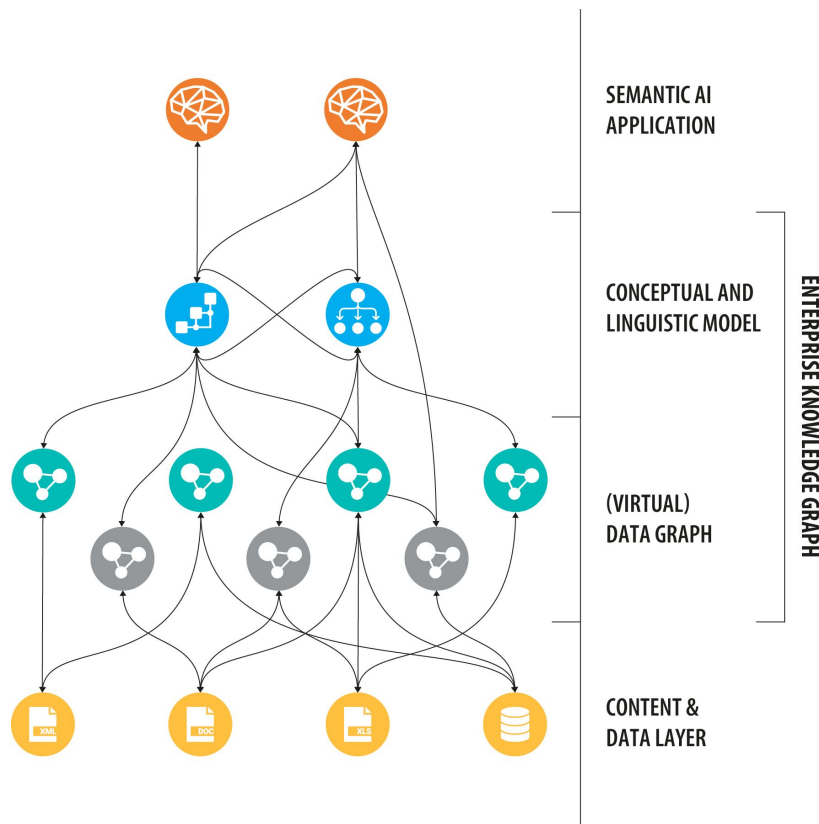 SEMANTIC AI
APPLICATION
CONCEPTUAL AND
LINGUISTIC MODEL
ENTERPRISE KNOWLEDGE GRAPH
(VIRTUAL)
DATA GRAPH
XML
DOC
XLS
CONTENT &
DATA LAYER